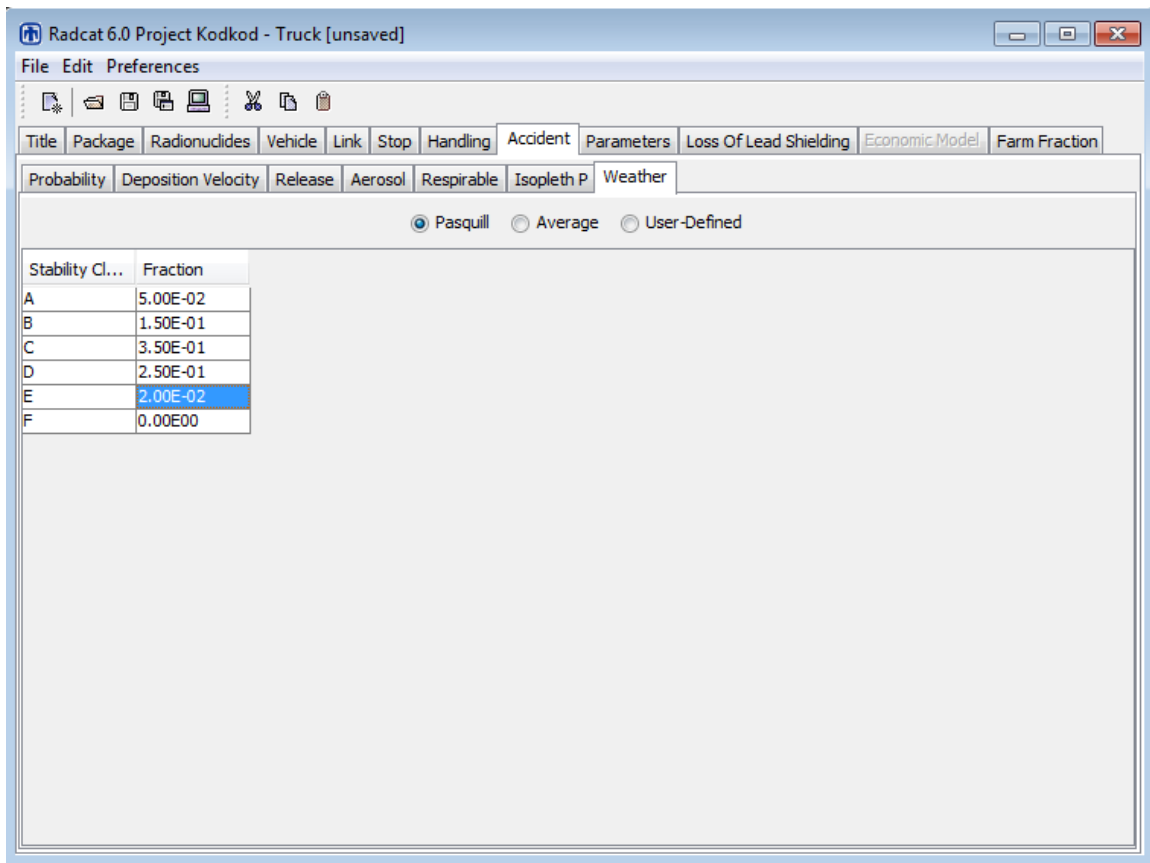 Radcat 6.0 Project Kodkod - Truck [unsaved]
File Edit Preferences
Title Package Radionuclides Vehicle Link Stop Handling Accident Parameters Loss Of Lead Shielding Economic Model Farm Fraction
Probability Deposition Velocity Release Aerosol Respirable Isopleth P Weather
Pasquill Average User-Defined
Stability Cl... Fraction
A 5.00E-02
B 1.50E-01
C 3.50E-01
D 2.50E-01
E 2.00E-02
F 0.00E00